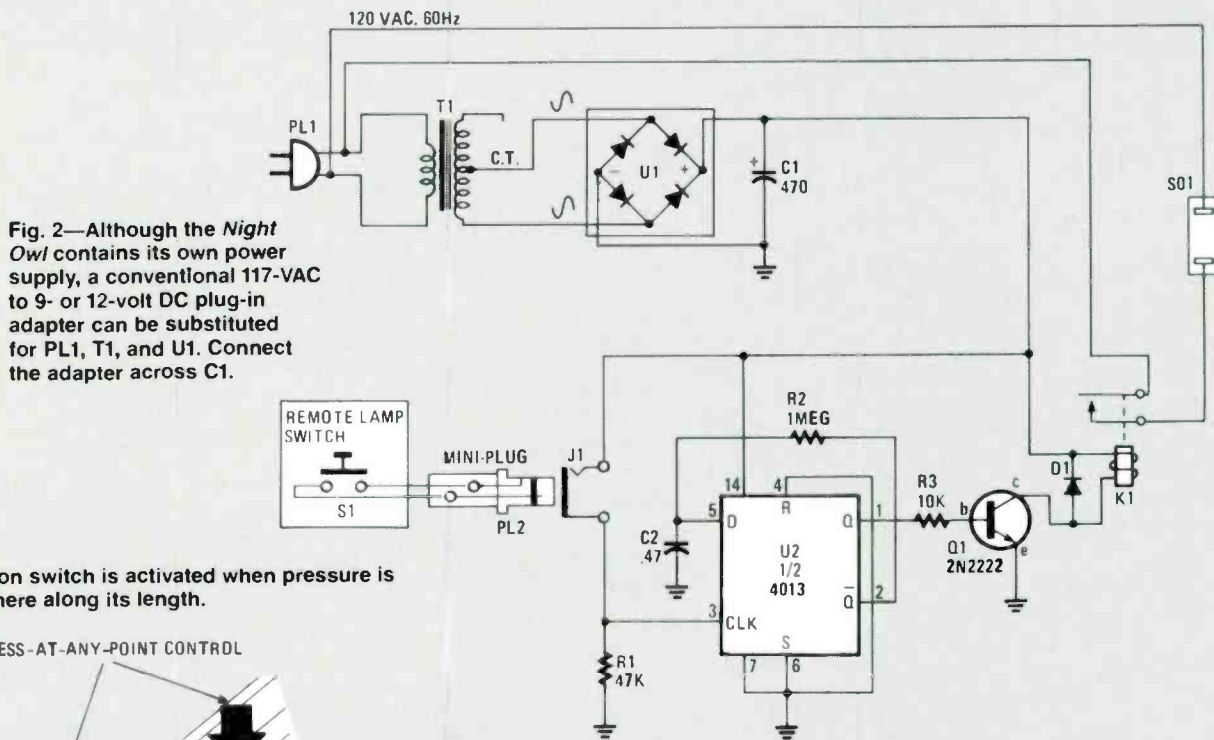 120 VAC. 60Hz
PL1
T1
C.T.
U1
−
+
+
C1
470
SO1
Fig. 2—Although the Night
Owl contains its own power
supply, a conventional 117-VAC
to 9- or 12-volt DC plug-in
adapter can be substituted
for PL1, T1, and U1. Connect
the adapter across C1.
REMOTE LAMP
SWITCH
S1
MINI-PLUG
PL2
J1
R2
1MEG
C2
.47
14
4
R
5
D
Q
1
U2
1/2
4013
Q̅
2
3
CLK
S
7
6
R1
47K
R3
10K
b
c
e
Q1
2N2222
D1
K1
on switch is activated when pressure is
here along its length.
ESS-AT-ANY-POINT CONTROL